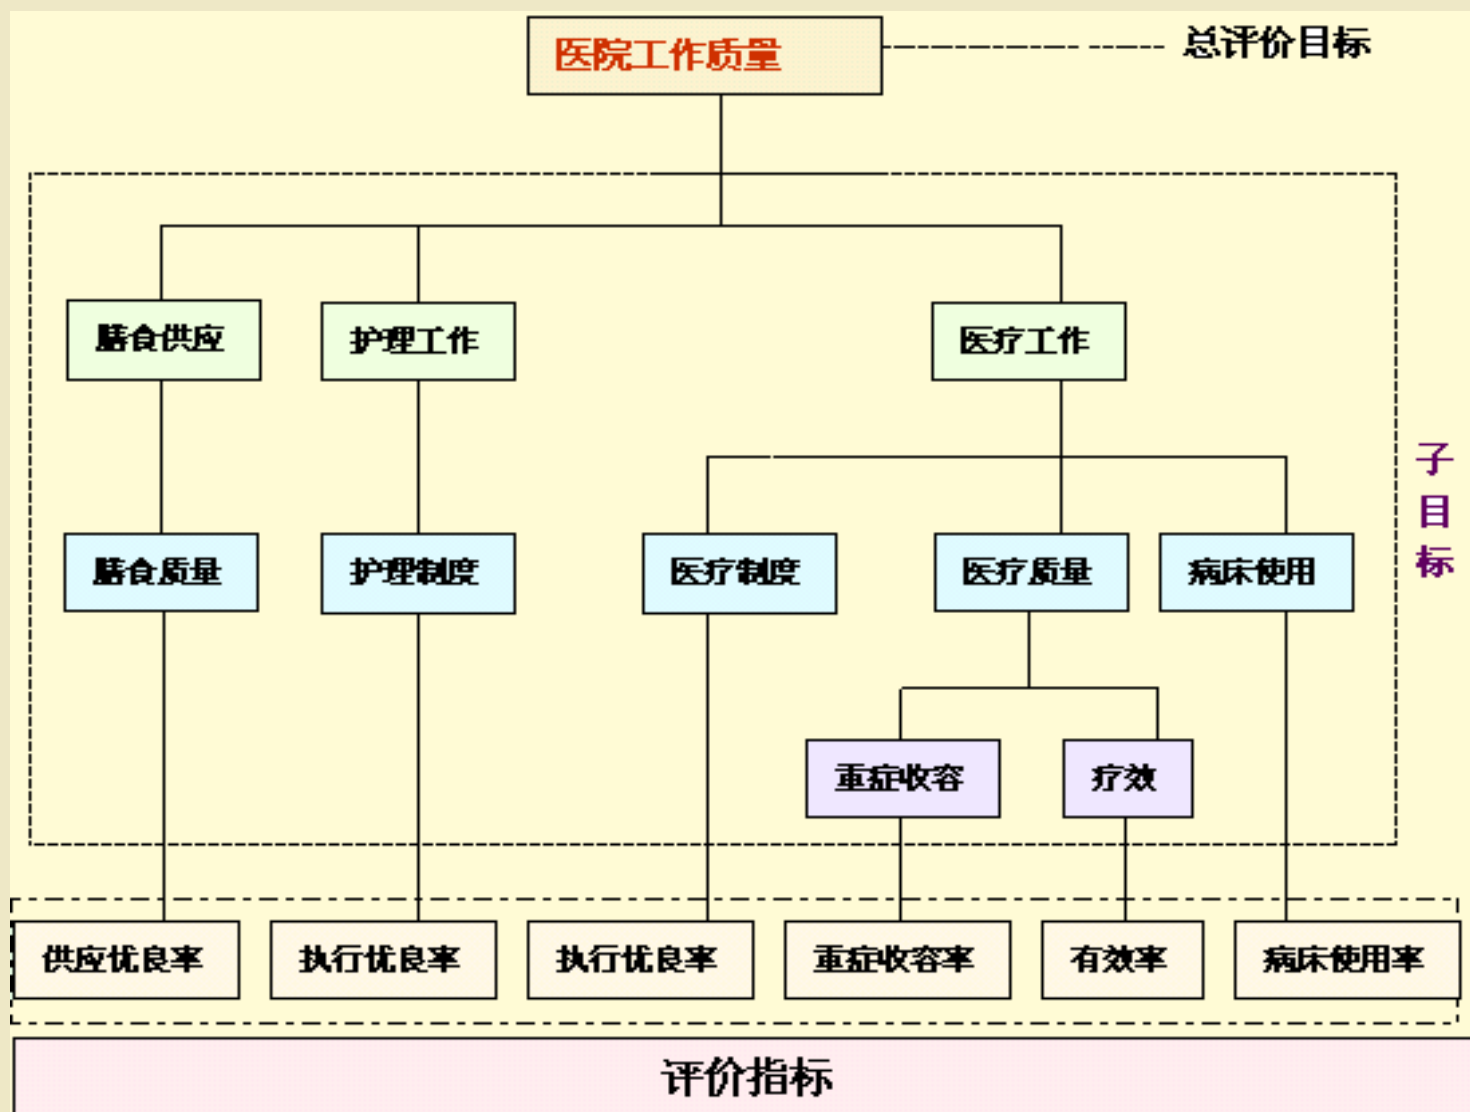 医院工作质量
总评价目标
膳食供应
护理工作
医疗工作
子目标
膳食质量
护理制度
医疗制度
医疗质量
病床使用
重症收容
疗效
供应优良率
执行优良率
执行优良率
重症收容率
有效率
病床使用率
评价指标